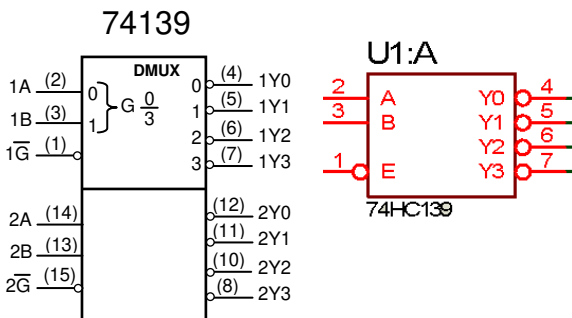 74139
DMUX
1A (2) 0 0 (4) 1Y0
G 0/3 1 (5) 1Y1
1B (3) 1 2 (6) 1Y2
1G̅ (1) 3 (7) 1Y3
2A (14) (12) 2Y0
2B (13) (11) 2Y1
2G̅ (15) (10) 2Y2
(8) 2Y3
U1:A
2 A Y0 4
3 B Y1 5
Y2 6
1 E Y3 7
74HC139